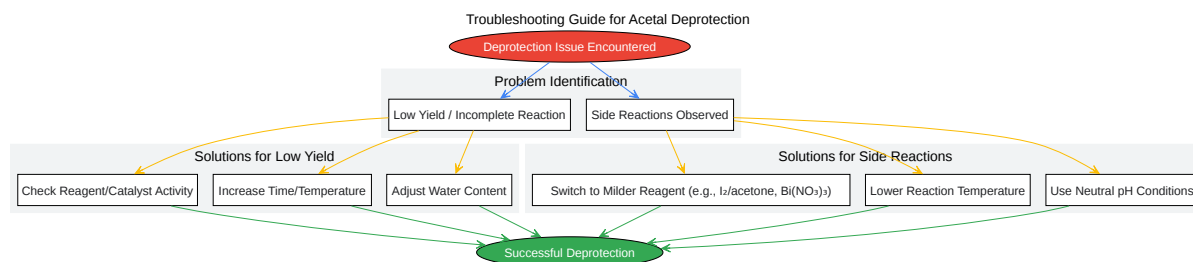 Troubleshooting Guide for Acetal Deprotection
Deprotection Issue Encountered
Problem Identification
Low Yield / Incomplete Reaction
Side Reactions Observed
Solutions for Low Yield
Solutions for Side Reactions
Check Reagent/Catalyst Activity
Increase Time/Temperature
Adjust Water Content
Switch to Milder Reagent (e.g., I₂/acetone, Bi(NO₃)₃)
Lower Reaction Temperature
Use Neutral pH Conditions
Successful Deprotection